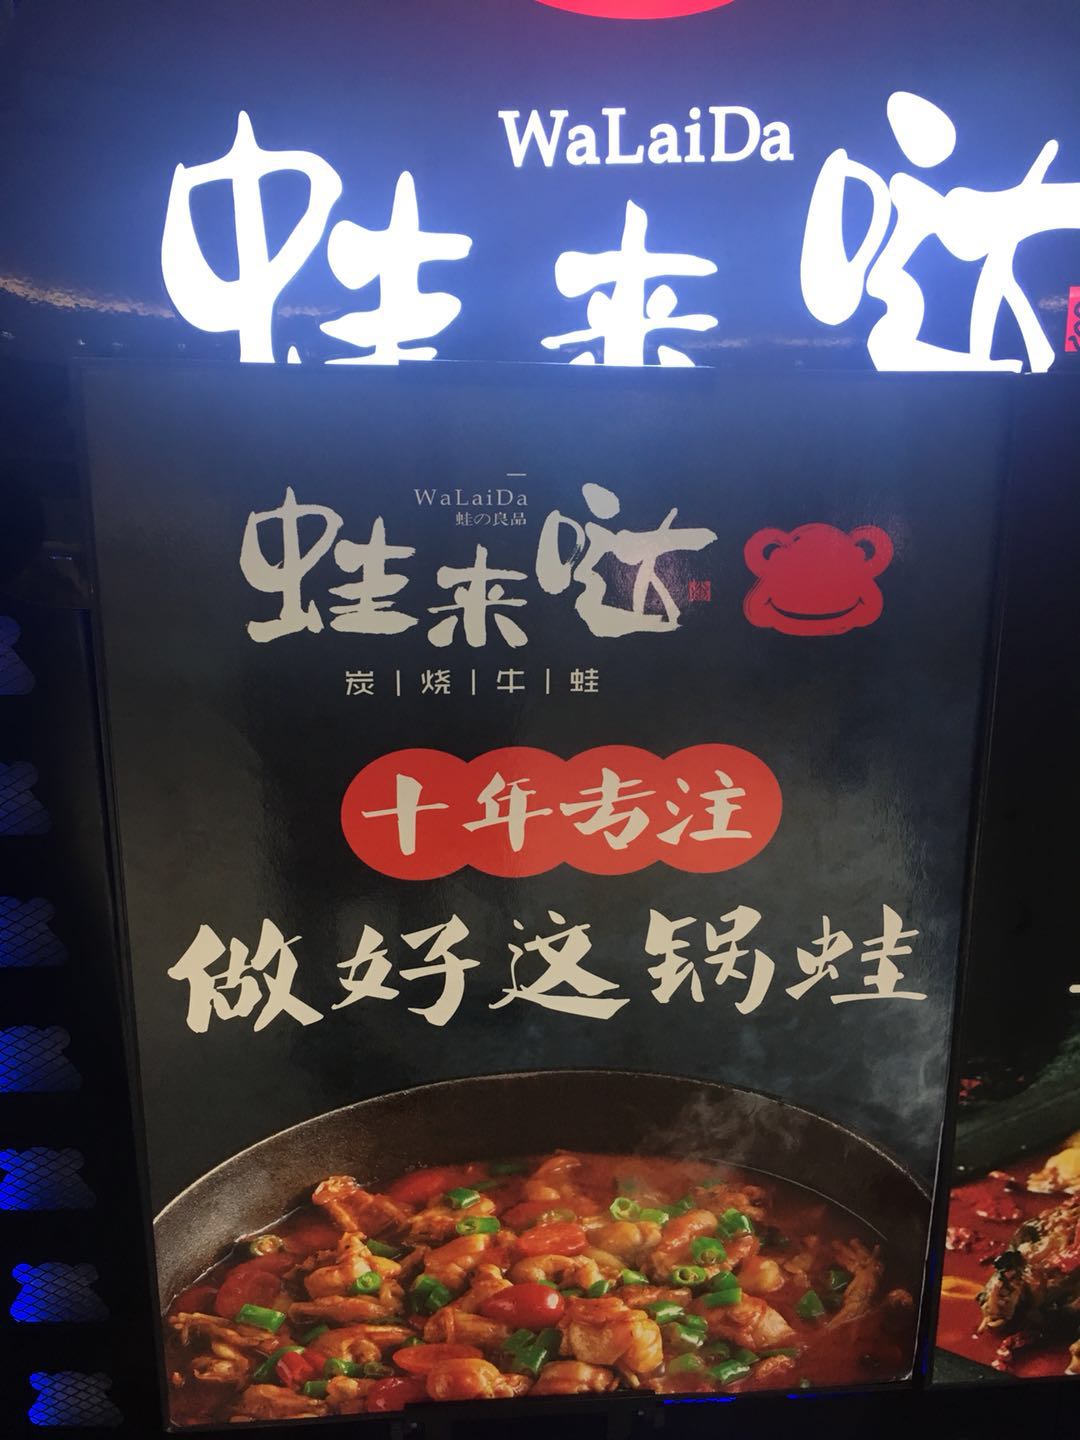 WaLaiDa
蛙来哒
WaLaiDa
蛙の良品
蛙来哒
炭|烧|牛|蛙
十年专注
做好这锅蛙